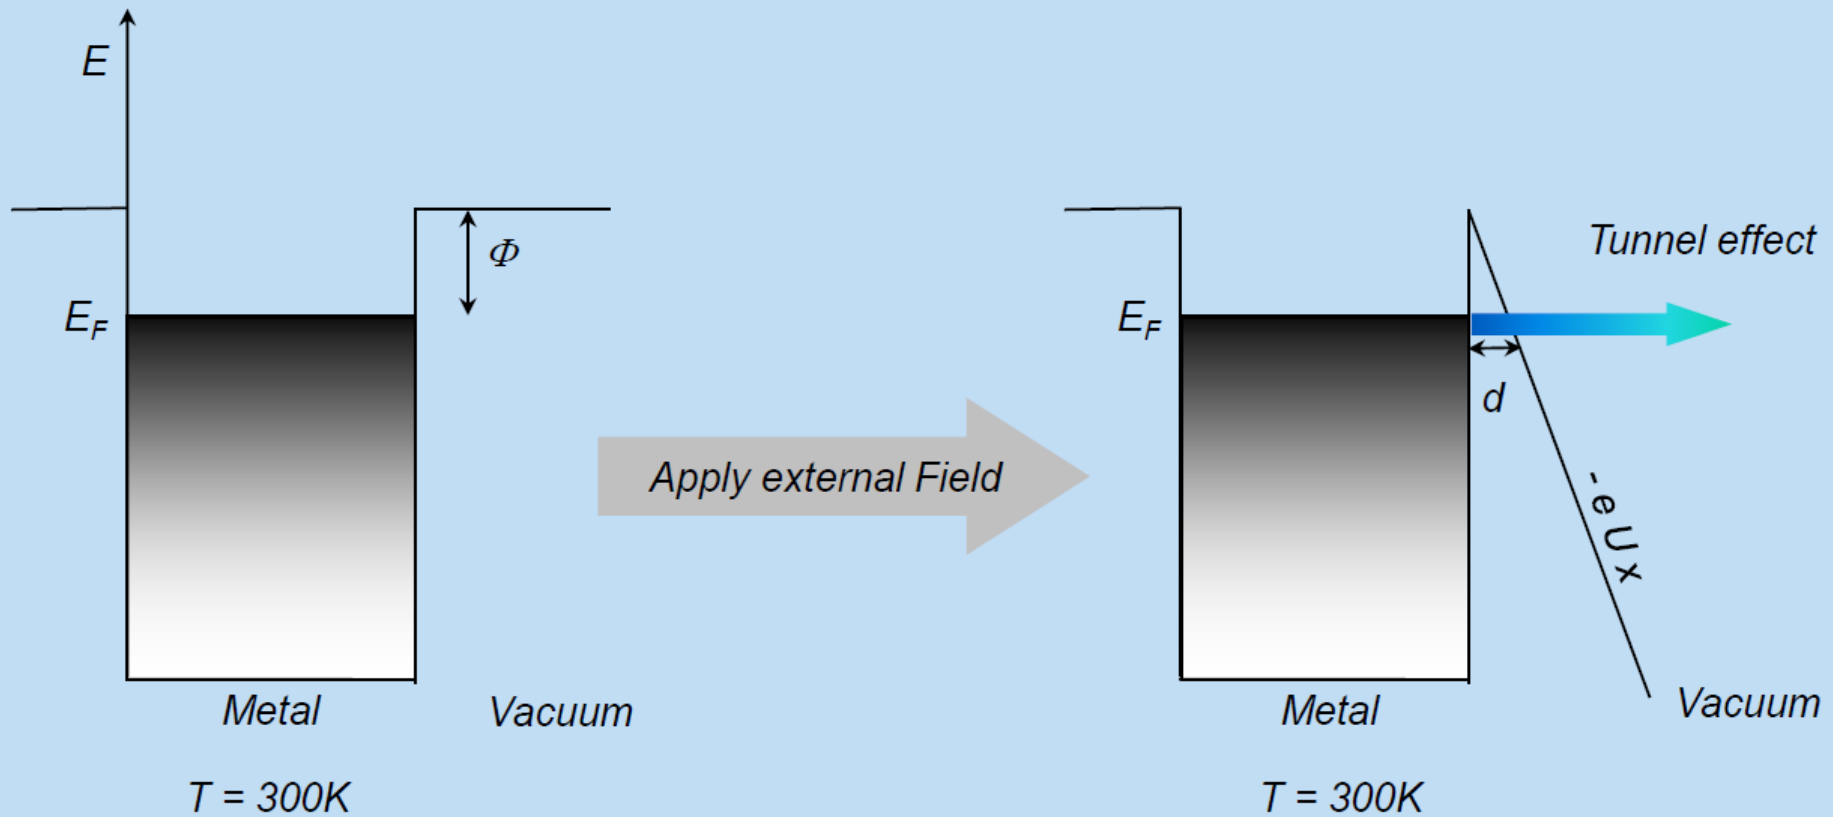 E
Φ
E_F
Metal
Vacuum
T = 300K
Apply external Field
Tunnel effect
E_F
d
- e U x
Metal
Vacuum
T = 300K